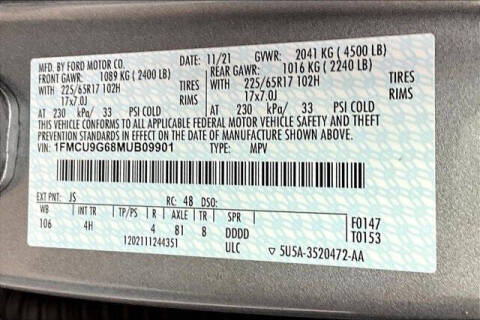 MFD. BY FORD MOTOR CO.
DATE: 11/21 GVWR: 2041 KG (4500 LB)
FRONT GAWR: 1089 KG (2400 LB) REAR GAWR: 1016 KG (2240 LB)
WITH 225/65R17 102H TIRES WITH 225/65R17 102H TIRES
17x7.0J RIMS 17x7.0J RIMS
AT 230 kPa/ 33 PSI COLD AT 230 kPa/ 33 PSI COLD
THIS VEHICLE CONFORMS TO ALL APPLICABLE FEDERAL MOTOR VEHICLE SAFETY AND THEFT
PREVENTION STANDARDS IN EFFECT ON THE DATE OF MANUFACTURE SHOWN ABOVE.
VIN: 1FMCU9G68MUB09901 TYPE: MPV
EXT PNT: JS RC: 48 DSO:
WB INT TR TP/PS R AXLE TR SPR
106 4H 4 81 8 DDDD
F0147
T0153
1202111244351 ULC ▽ 5U5A-3520472-AA